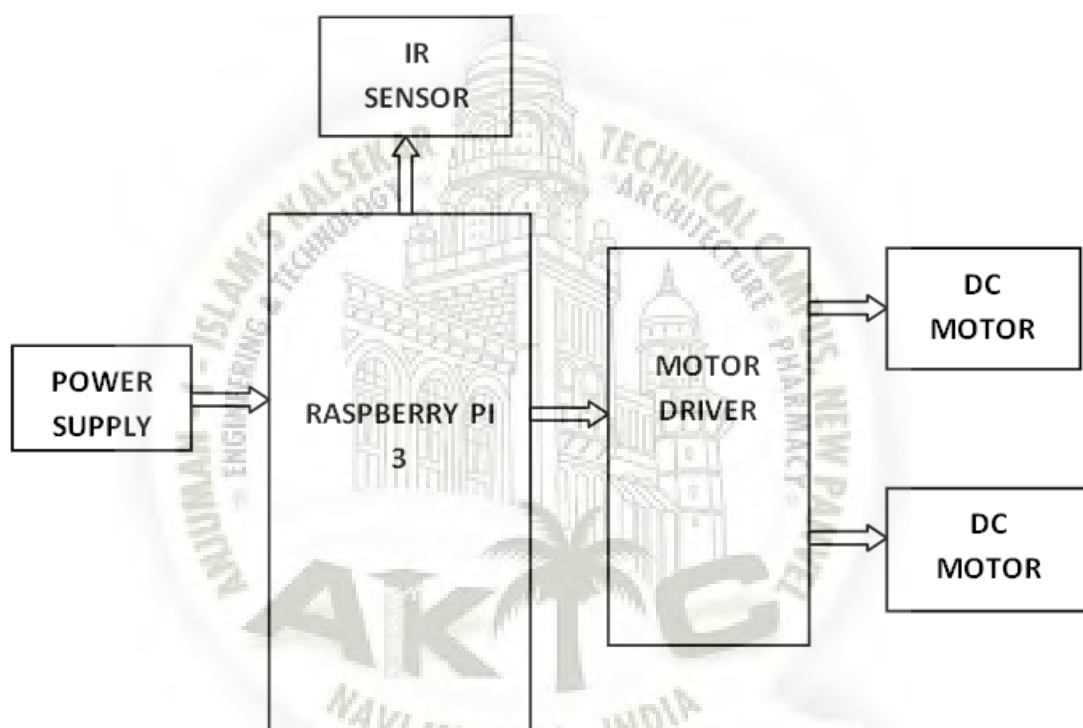 IR
SENSOR
POWER
SUPPLY
RASPBERRY PI
3
MOTOR
DRIVER
DC
MOTOR
DC
MOTOR
ANJUMAN - I - ISLAM'S KALSEKAR TECHNICAL CAMPUS, NEW PANVEL
ENGINEERING & TECHNOLOGY - ARCHITECTURE - PHARMACY
AKTC
NAVI INDIA